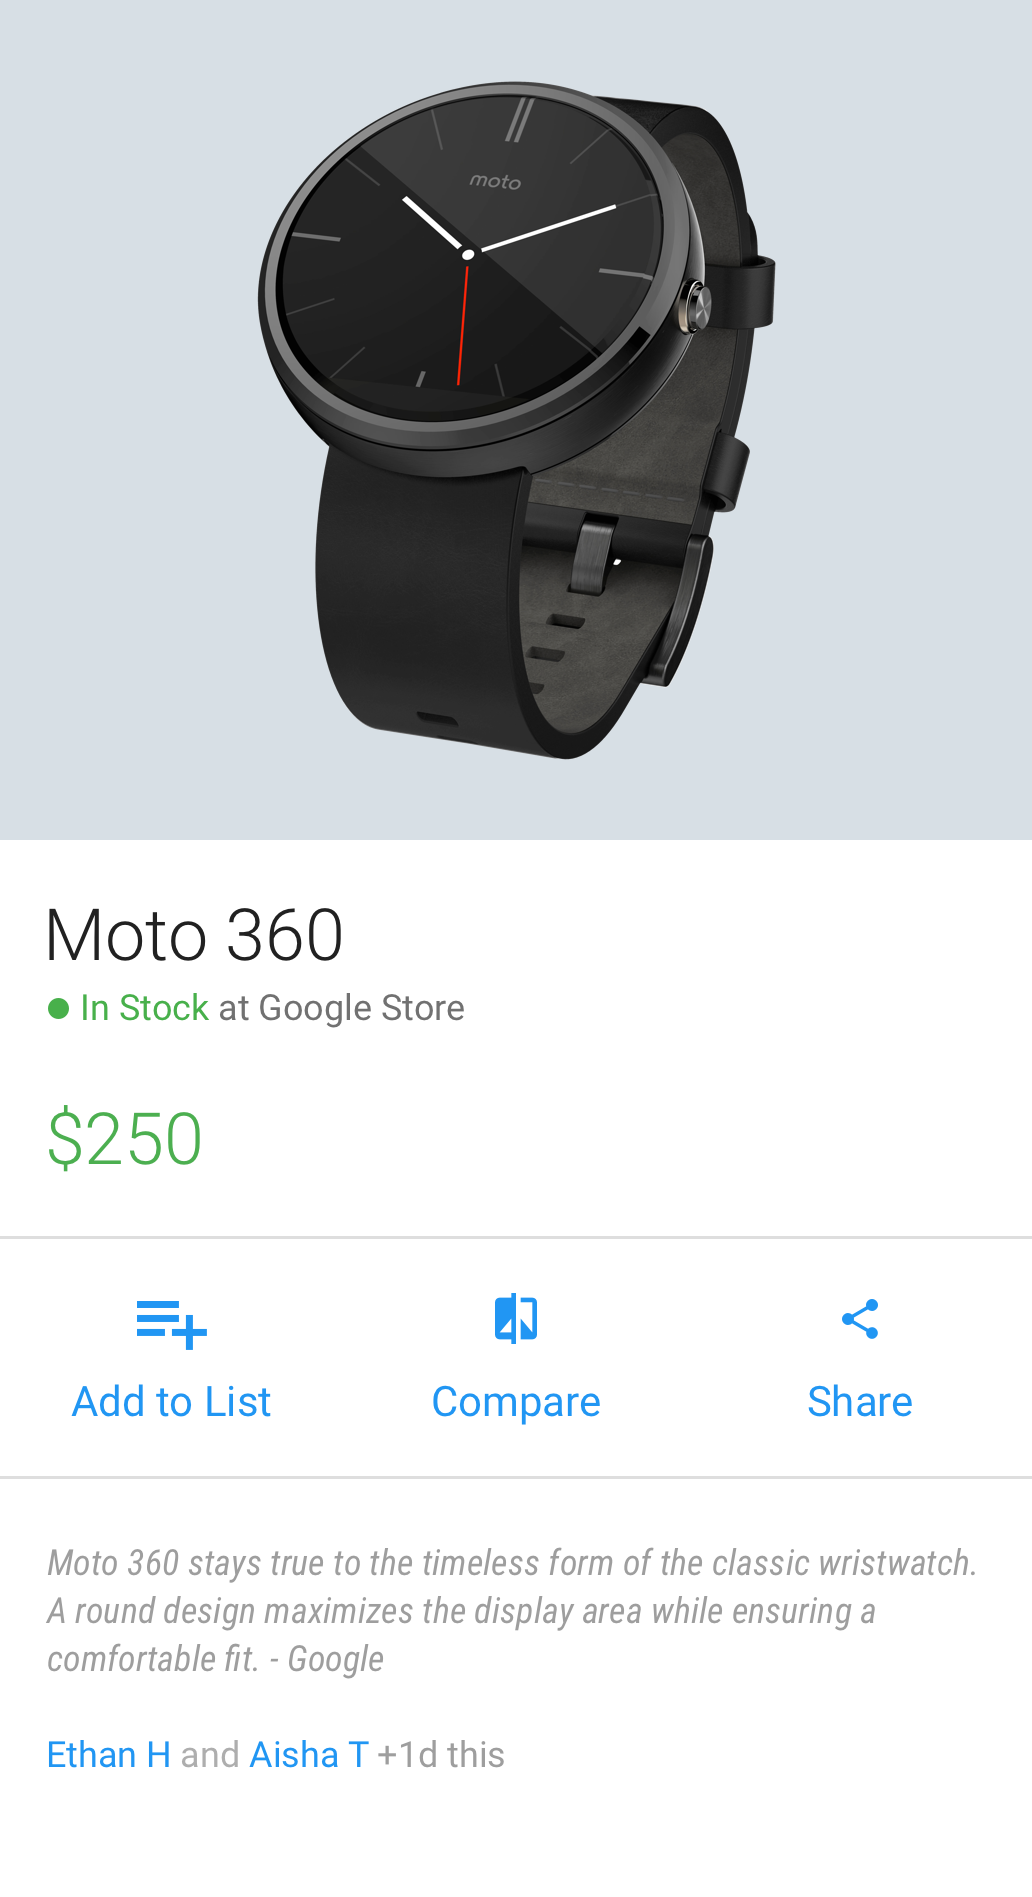 moto
Moto 360
In Stock at Google Store
$250
Add to List
Compare
Share
Moto 360 stays true to the timeless form of the classic wristwatch.
A round design maximizes the display area while ensuring a
comfortable fit. - Google
Ethan H and Aisha T +1d this